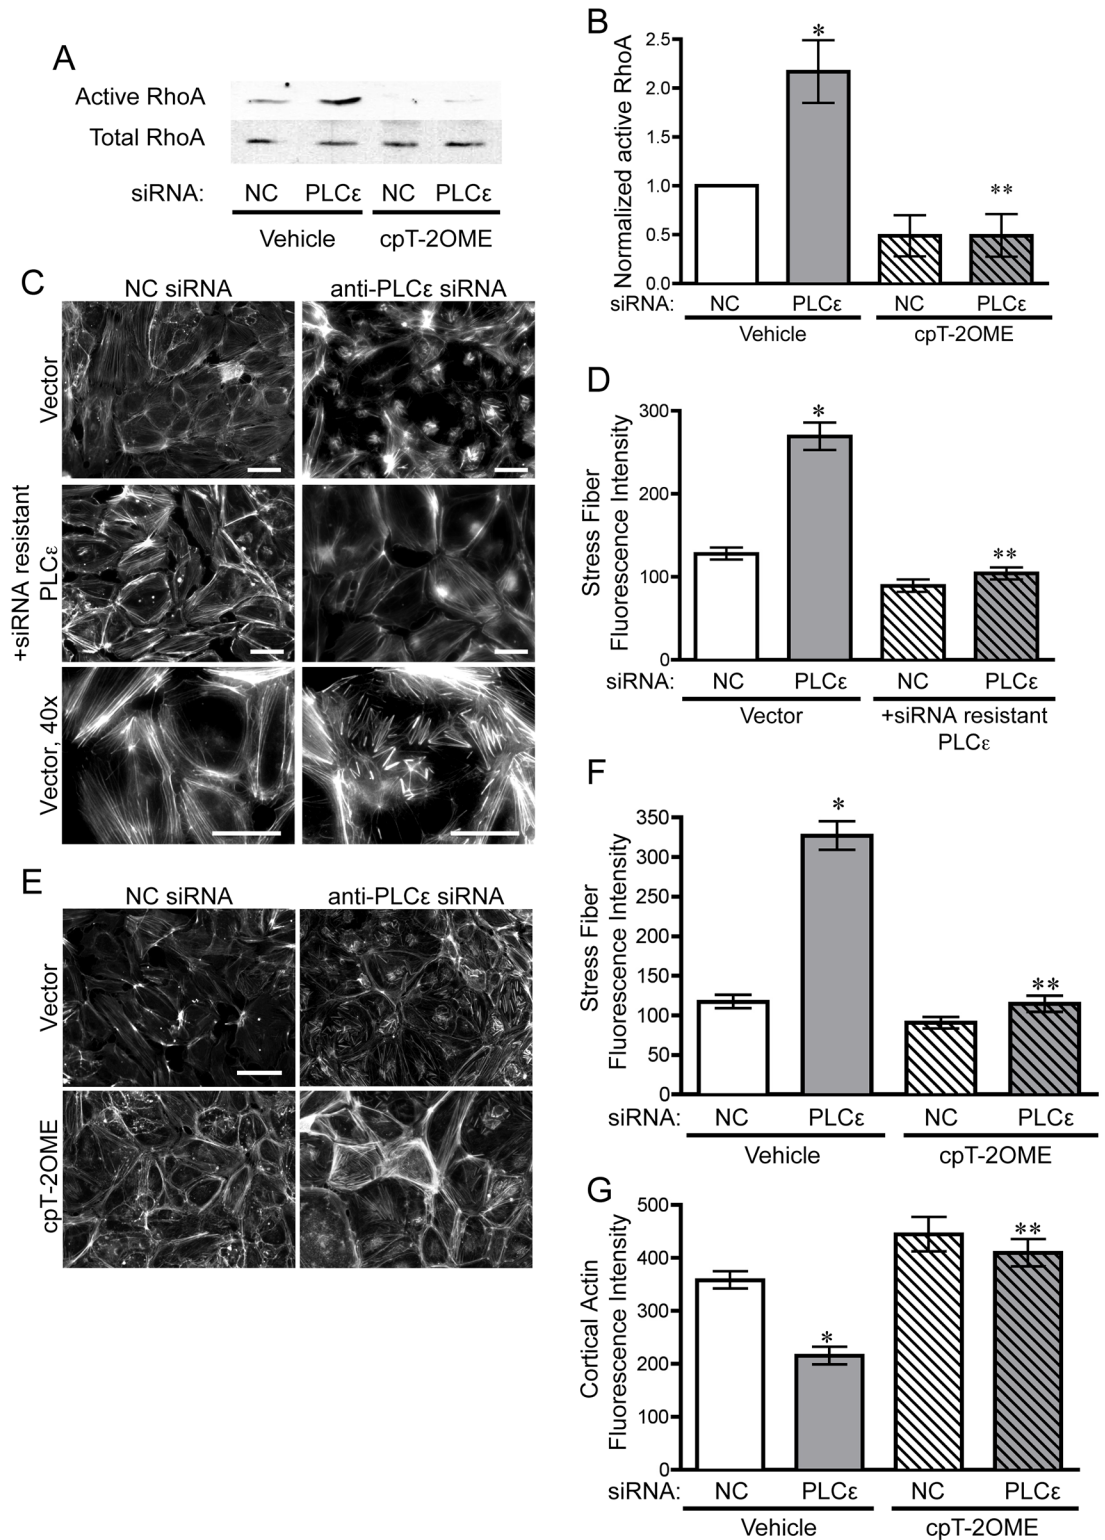 A
Active RhoA
Total RhoA
siRNA: NC PLCε NC PLCε
Vehicle cpT-2OME
B
Normalized active RhoA
2.5
2.0
1.5
1.0
0.5
0.0
*
**
siRNA: NC PLCε NC PLCε
Vehicle cpT-2OME
C
NC siRNA anti-PLCε siRNA
Vector
+siRNA resistant
PLCε
Vector, 40x
D
Stress Fiber
Fluorescence Intensity
300
200
100
0
*
**
siRNA: NC PLCε NC PLCε
Vector +siRNA resistant
PLCε
E
NC siRNA anti-PLCε siRNA
Vector
cpT-2OME
F
Stress Fiber
Fluorescence Intensity
350
300
250
200
150
100
50
0
*
**
siRNA: NC PLCε NC PLCε
Vehicle cpT-2OME
G
Cortical Actin
Fluorescence Intensity
500
400
300
200
100
0
*
**
siRNA: NC PLCε NC PLCε
Vehicle cpT-2OME